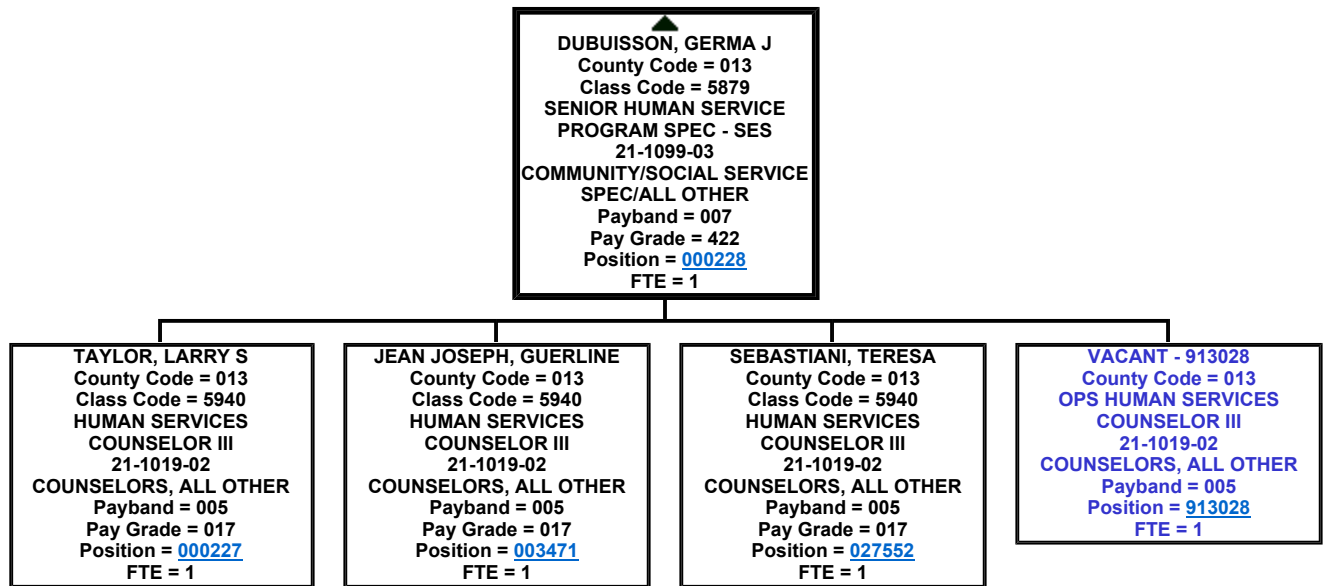 DUBUISSON, GERMA J
County Code = 013
Class Code = 5879
SENIOR HUMAN SERVICE
PROGRAM SPEC - SES
21-1099-03
COMMUNITY/SOCIAL SERVICE
SPEC/ALL OTHER
Payband = 007
Pay Grade = 422
Position = 000228
FTE = 1
TAYLOR, LARRY S
County Code = 013
Class Code = 5940
HUMAN SERVICES
COUNSELOR III
21-1019-02
COUNSELORS, ALL OTHER
Payband = 005
Pay Grade = 017
Position = 000227
FTE = 1
JEAN JOSEPH, GUERLINE
County Code = 013
Class Code = 5940
HUMAN SERVICES
COUNSELOR III
21-1019-02
COUNSELORS, ALL OTHER
Payband = 005
Pay Grade = 017
Position = 003471
FTE = 1
SEBASTIANI, TERESA
County Code = 013
Class Code = 5940
HUMAN SERVICES
COUNSELOR III
21-1019-02
COUNSELORS, ALL OTHER
Payband = 005
Pay Grade = 017
Position = 027552
FTE = 1
VACANT - 913028
County Code = 013
OPS HUMAN SERVICES
COUNSELOR III
21-1019-02
COUNSELORS, ALL OTHER
Payband = 005
Position = 913028
FTE = 1